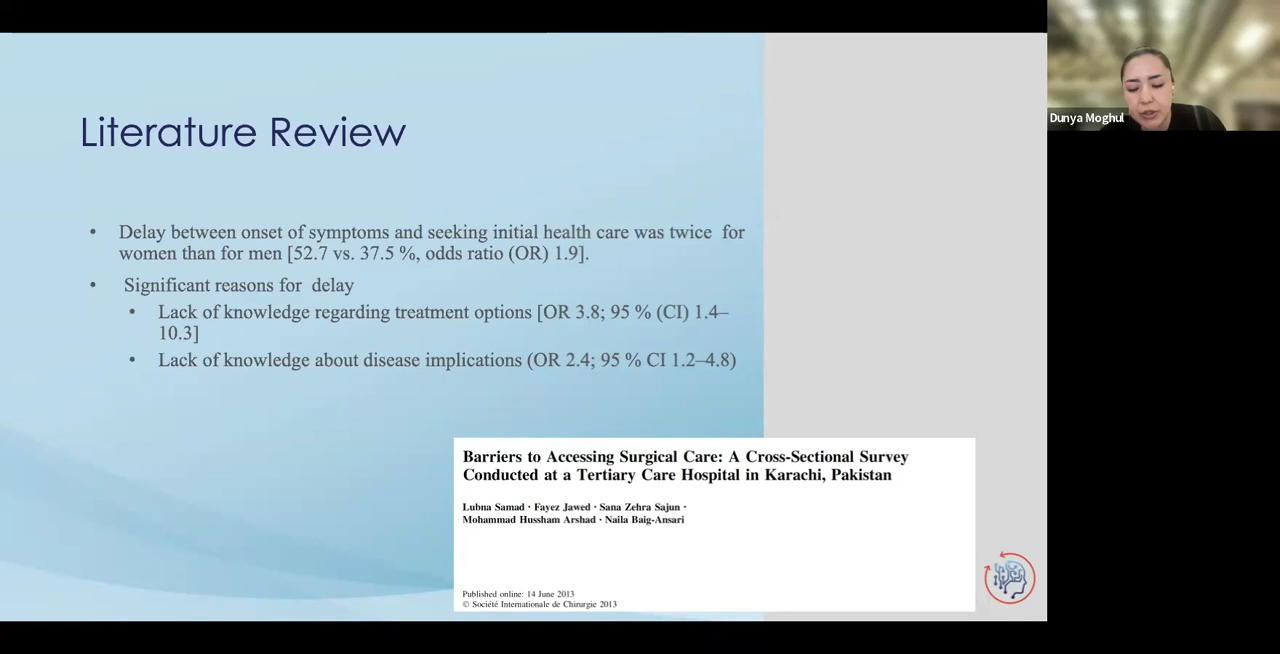 Literature Review
• Delay between onset of symptoms and seeking initial health care was twice for
women than for men [52.7 vs. 37.5 %, odds ratio (OR) 1.9].
• Significant reasons for delay
• Lack of knowledge regarding treatment options [OR 3.8; 95 % (CI) 1.4–
10.3]
• Lack of knowledge about disease implications (OR 2.4; 95 % CI 1.2–4.8)
Barriers to Accessing Surgical Care: A Cross-Sectional Survey
Conducted at a Tertiary Care Hospital in Karachi, Pakistan
Lubna Samad · Fayez Jawed · Sana Zehra Sajun ·
Mohammad Hussham Arshad · Naila Baig-Ansari
Published online: 14 June 2013
© Société Internationale de Chirurgie 2013
Dunya Moghul